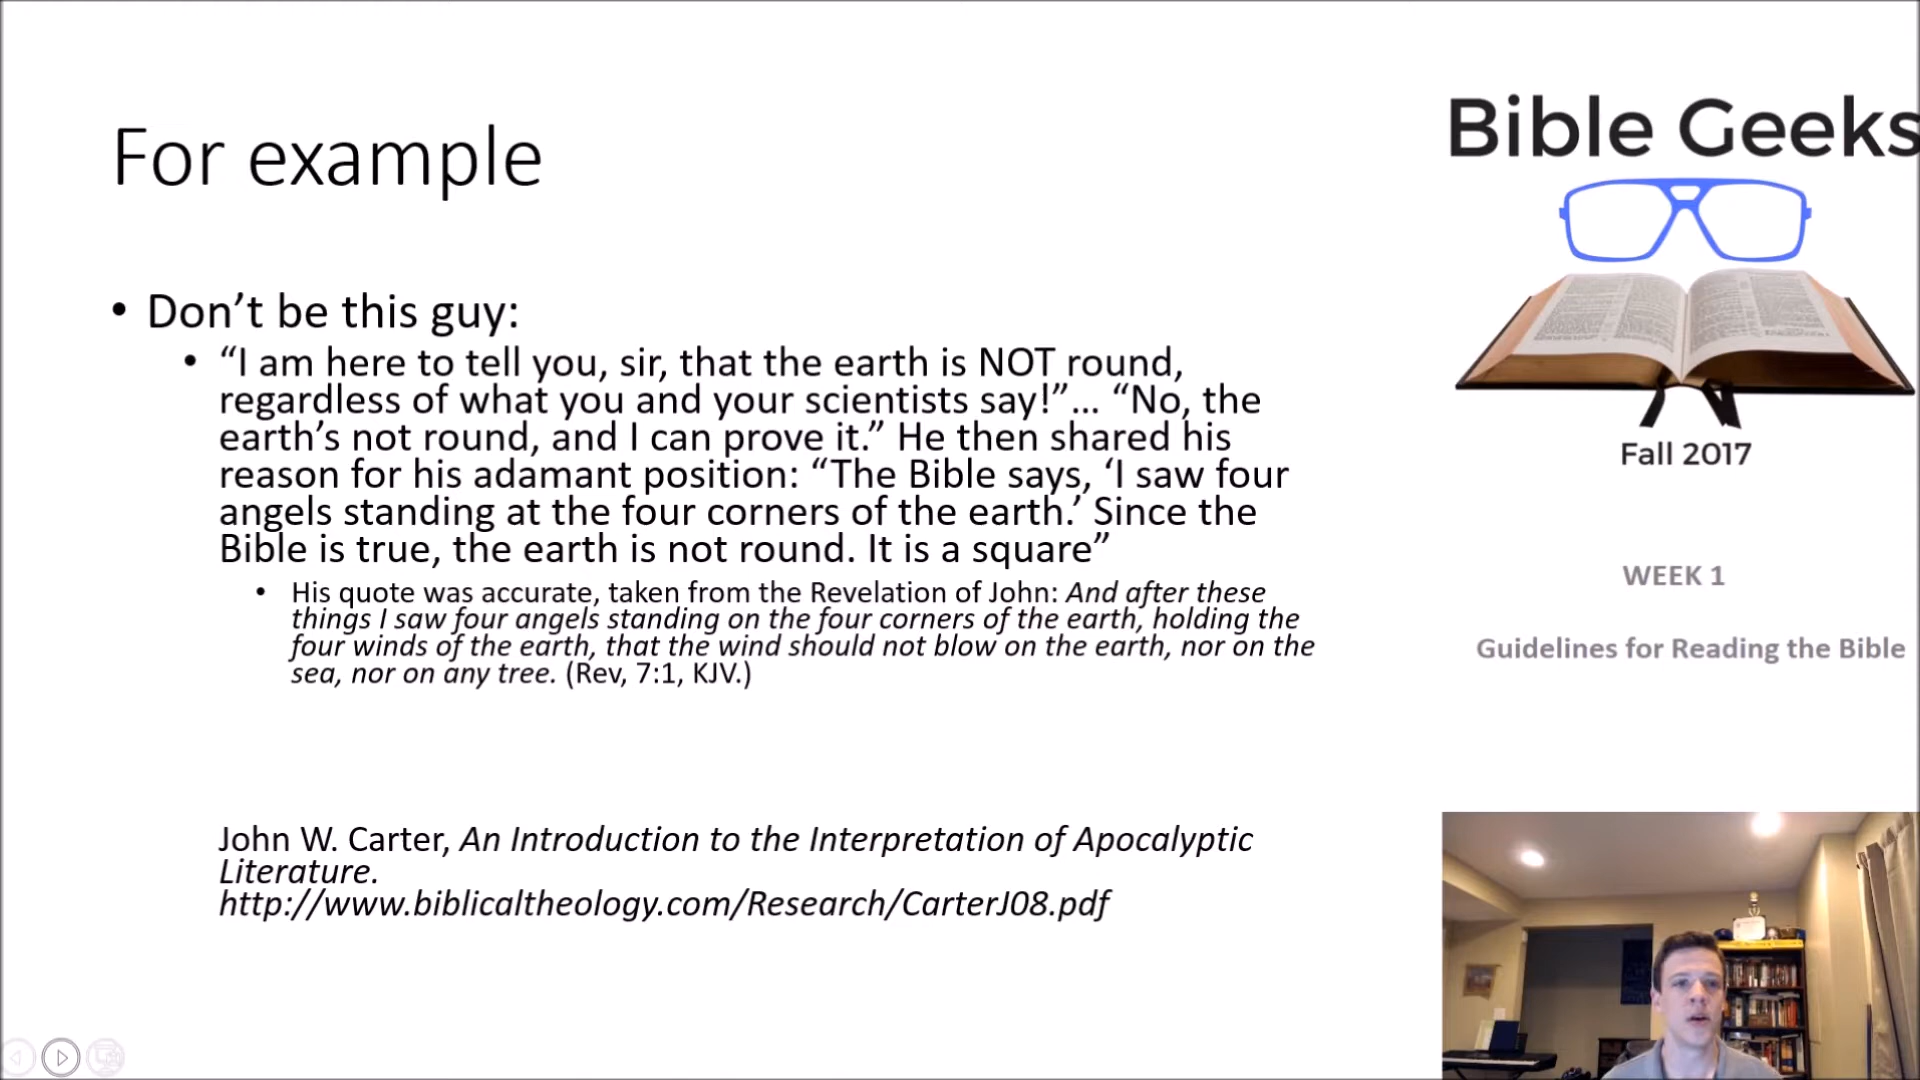 For example
• Don’t be this guy:
• “I am here to tell you, sir, that the earth is NOT round,
regardless of what you and your scientists say!”... “No, the
earth’s not round, and I can prove it.” He then shared his
reason for his adamant position: “The Bible says, ‘I saw four
angels standing at the four corners of the earth.’ Since the
Bible is true, the earth is not round. It is a square”
• His quote was accurate, taken from the Revelation of John: And after these
things I saw four angels standing on the four corners of the earth, holding the
four winds of the earth, that the wind should not blow on the earth, nor on the
sea, nor on any tree. (Rev, 7:1, KJV.)
John W. Carter, An Introduction to the Interpretation of Apocalyptic
Literature.
http://www.biblicaltheology.com/Research/CarterJ08.pdf
Bible Geeks
Fall 2017
WEEK 1
Guidelines for Reading the Bible